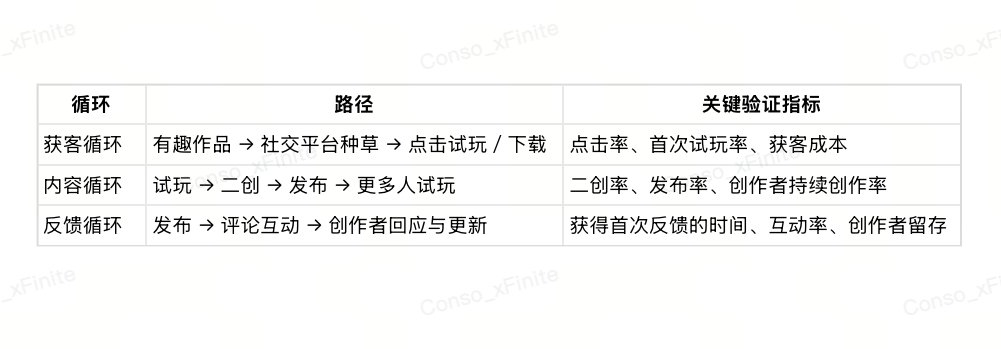 Conso_xFinite
循环 路径 关键验证指标
获客循环 有趣作品 → 社交平台种草 → 点击试玩 / 下载 点击率、首次试玩率、获客成本
内容循环 试玩 → 二创 → 发布 → 更多人试玩 二创率、发布率、创作者持续创作率
反馈循环 发布 → 评论互动 → 创作者回应与更新 获得首次反馈的时间、互动率、创作者留存
Conso_xFinite